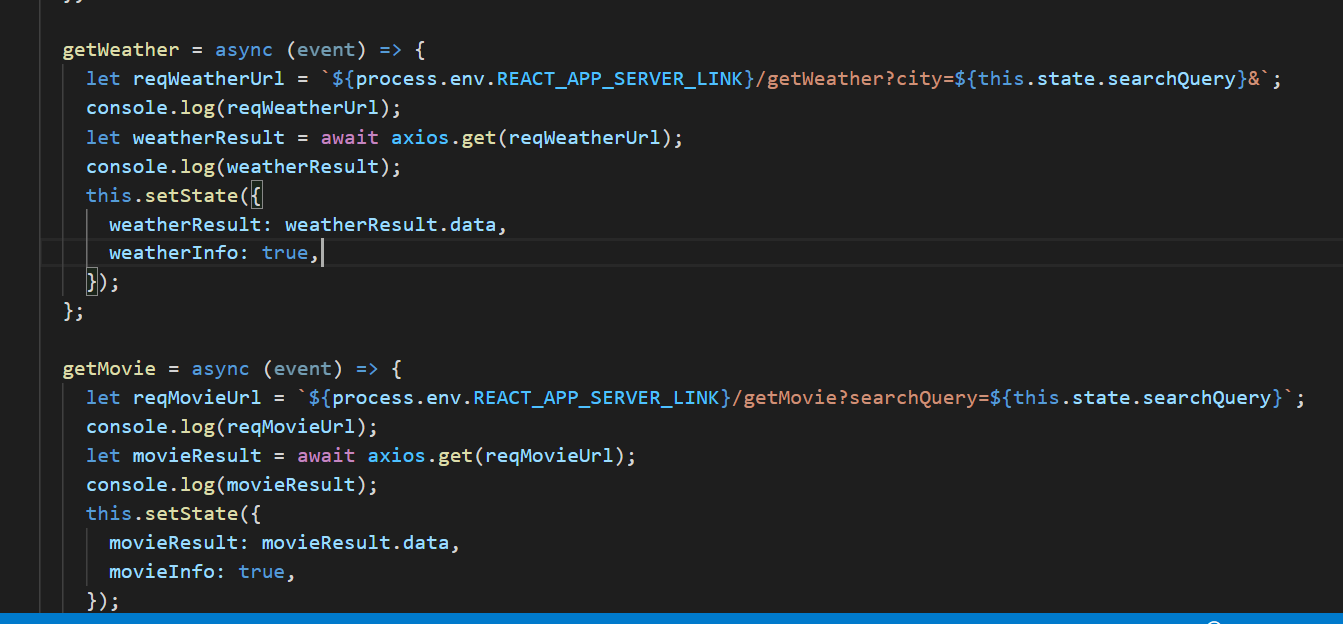 getWeather = async (event) => {
let reqWeatherUrl = `${process.env.REACT_APP_SERVER_LINK}/getWeather?city=${this.state.searchQuery}&`;
console.log(reqWeatherUrl);
let weatherResult = await axios.get(reqWeatherUrl);
console.log(weatherResult);
this.setState({
weatherResult: weatherResult.data,
weatherInfo: true,
});
};
getMovie = async (event) => {
let reqMovieUrl = `${process.env.REACT_APP_SERVER_LINK}/getMovie?searchQuery=${this.state.searchQuery}`;
console.log(reqMovieUrl);
let movieResult = await axios.get(reqMovieUrl);
console.log(movieResult);
this.setState({
movieResult: movieResult.data,
movieInfo: true,
});